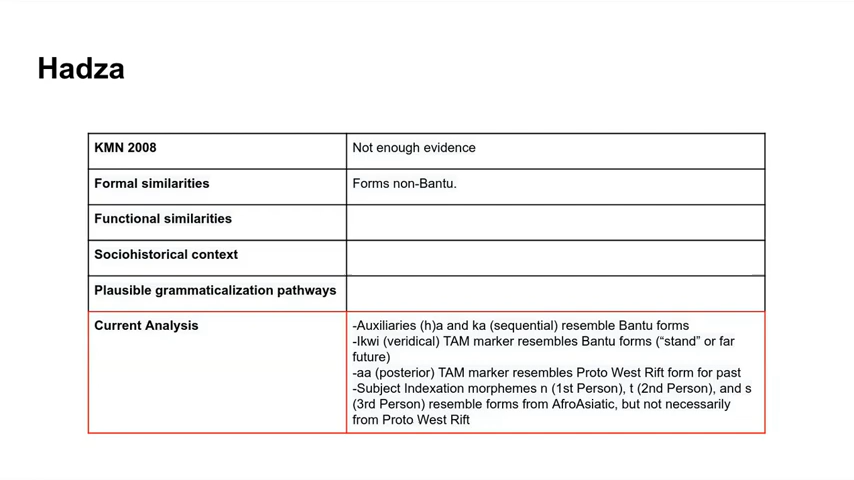 Hadza
KMN 2008
Not enough evidence
Formal similarities
Forms non-Bantu.
Functional similarities
Sociohistorical context
Plausible grammaticalization pathways
Current Analysis
-Auxiliaries (h)a and ka (sequential) resemble Bantu forms
-Ikwi (veridical) TAM marker resembles Bantu forms (“stand” or far
future)
-aa (posterior) TAM marker resembles Proto West Rift form for past
-Subject Indexation morphemes n (1st Person), t (2nd Person), and s
(3rd Person) resemble forms from AfroAsiatic, but not necessarily
from Proto West Rift